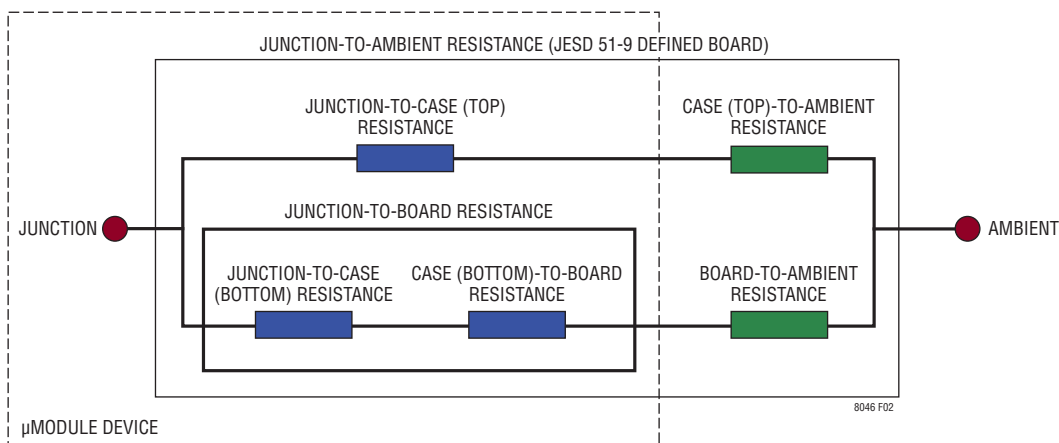 JUNCTION-TO-AMBIENT RESISTANCE (JESD 51-9 DEFINED BOARD)
JUNCTION-TO-CASE (TOP)
RESISTANCE
CASE (TOP)-TO-AMBIENT
RESISTANCE
JUNCTION-TO-BOARD RESISTANCE
JUNCTION
AMBIENT
JUNCTION-TO-CASE
(BOTTOM) RESISTANCE
CASE (BOTTOM)-TO-BOARD
RESISTANCE
BOARD-TO-AMBIENT
RESISTANCE
8046 F02
µMODULE DEVICE